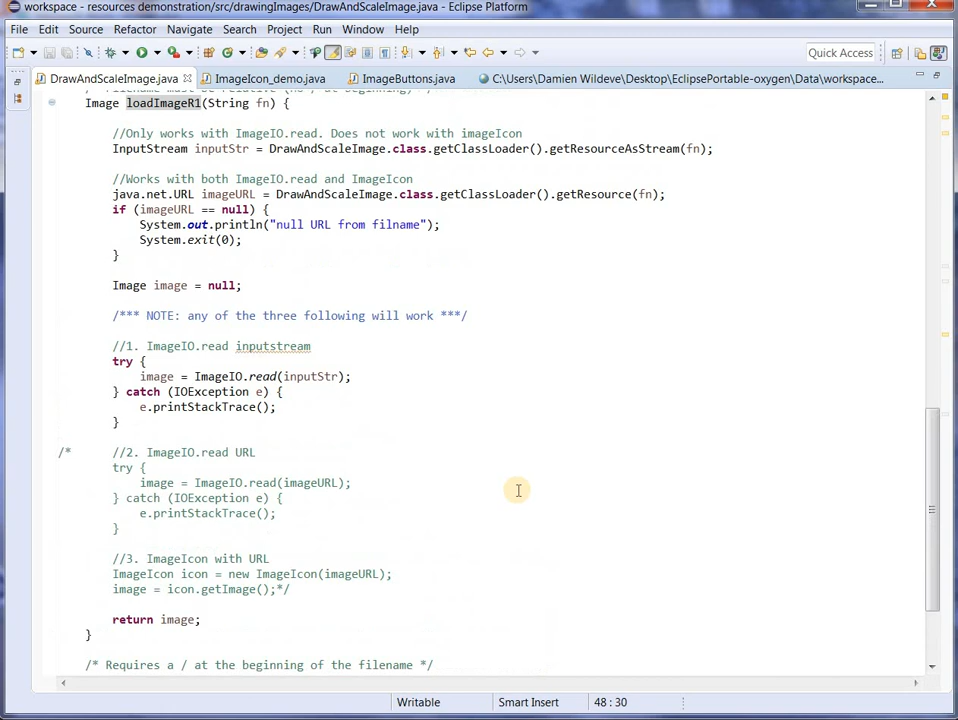 workspace - resources demonstration/src/drawingImages/DrawAndScaleImage.java - Eclipse Platform
File Edit Source Refactor Navigate Search Project Run Window Help
Quick Access
DrawAndScaleImage.java ImageIcon_demo.java ImageButtons.java C:\Users\Damien Wildeve\Desktop\EclipsePortable-oxygen\Data\workspace...
Image loadImageR1(String fn) {
//Only works with ImageIO.read. Does not work with imageIcon
InputStream inputStr = DrawAndScaleImage.class.getClassLoader().getResourceAsStream(fn);
//Works with both ImageIO.read and ImageIcon
java.net.URL imageURL = DrawAndScaleImage.class.getClassLoader().getResource(fn);
if (imageURL == null) {
System.out.println("null URL from filname");
System.exit(0);
}
Image image = null;
/*** NOTE: any of the three following will work ***/
//1. ImageIO.read inputstream
try {
image = ImageIO.read(inputStr);
} catch (IOException e) {
e.printStackTrace();
}
/* //2. ImageIO.read URL
try {
image = ImageIO.read(imageURL);
} catch (IOException e) {
e.printStackTrace();
}
//3. ImageIcon with URL
ImageIcon icon = new ImageIcon(imageURL);
image = icon.getImage();*/
return image;
}
/* Requires a / at the beginning of the filename */
Writable Smart Insert 48 : 30